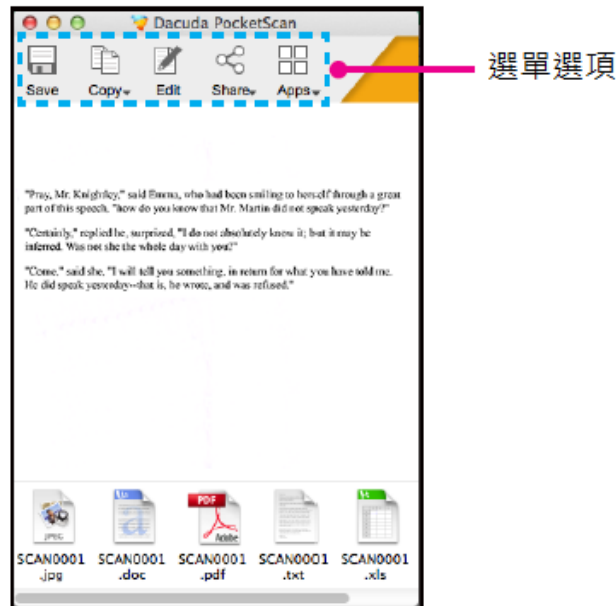 Dacuda PocketScan
Save Copy Edit Share Apps
選單選項
"Pray, Mr. Knightley," said Emma, who had been smiling to herself through a great
part of this speech, "how do you know that Mr. Martin did not speak yesterday?"
"Certainly," replied he, surprized, "I do not absolutely know it; but it may be
inferred. Was not she the whole day with you?"
"Come," said she, "I will tell you something, in return for what you have told me.
He did speak yesterday--that is, he wrote, and was refused."
JPEG PDF Adobe
SCAN0001 SCAN0001 SCAN0001 SCAN0001 SCAN0001
.jpg .doc .pdf .txt .xls